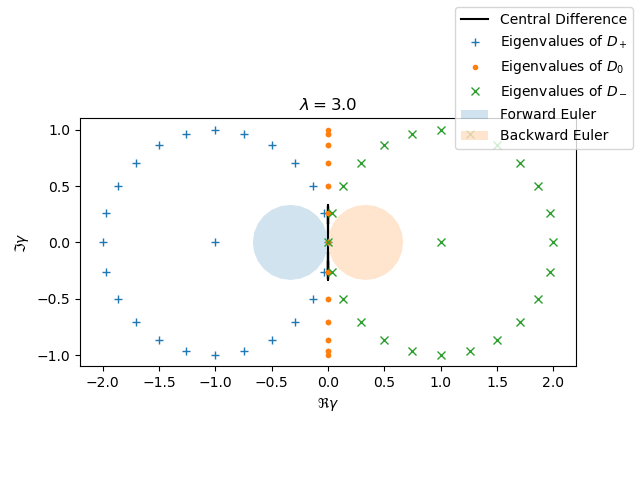 Central Difference
Eigenvalues of D₊
Eigenvalues of D₀
Eigenvalues of D₋
Forward Euler
Backward Euler
λ = 3.0
1.0
0.5
0.0
−0.5
−1.0
ℑγ
−2.0 −1.5 −1.0 −0.5 0.0 0.5 1.0 1.5 2.0
ℜγ